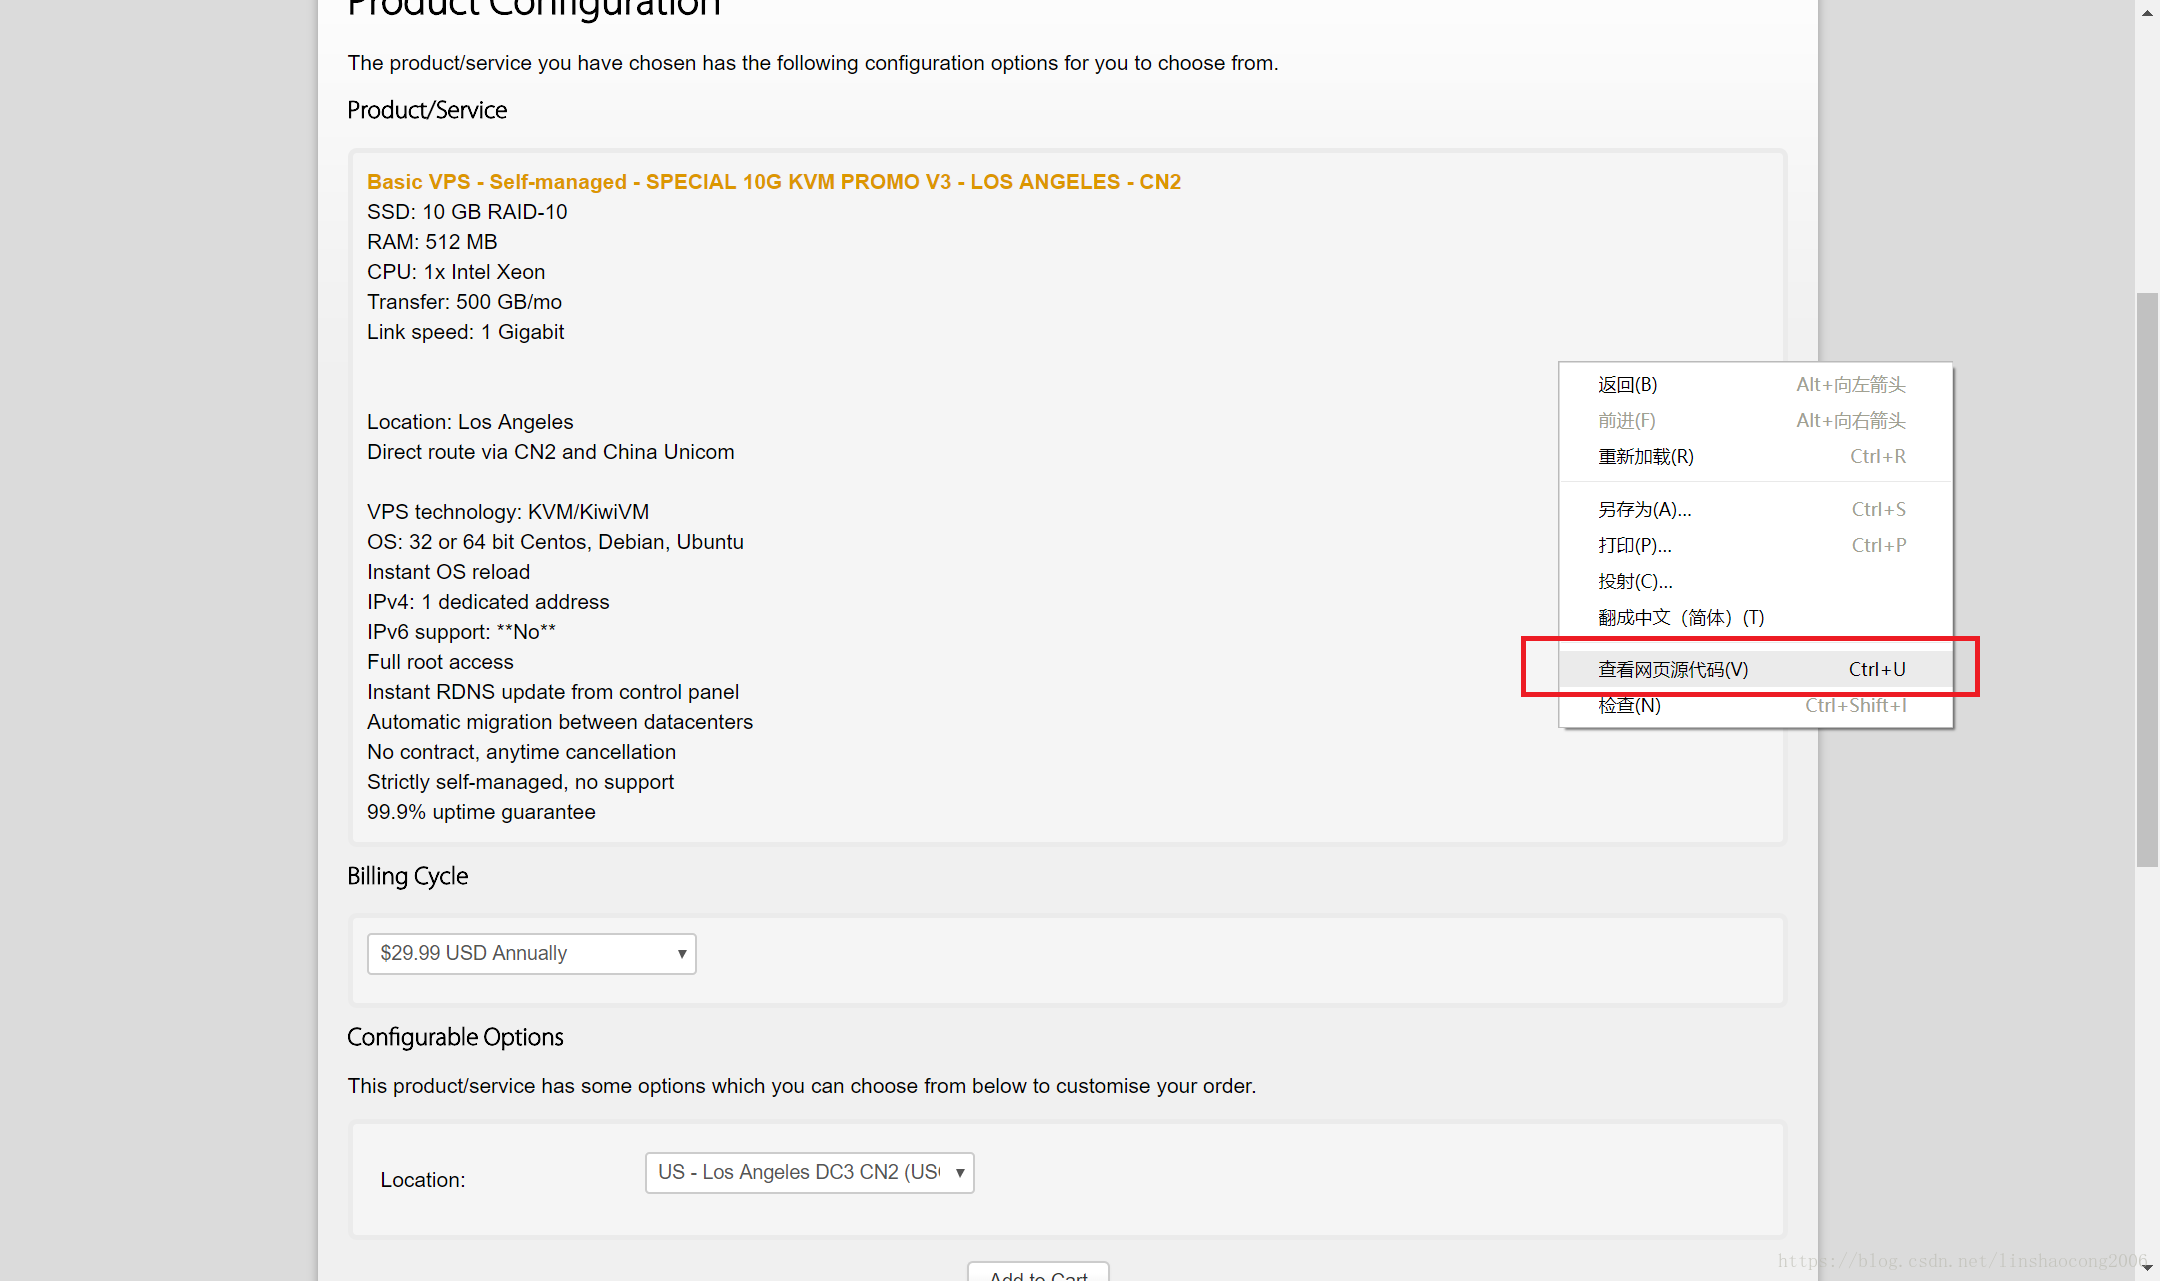 Product Configuration
The product/service you have chosen has the following configuration options for you to choose from.
Product/Service
Basic VPS - Self-managed - SPECIAL 10G KVM PROMO V3 - LOS ANGELES - CN2
SSD: 10 GB RAID-10
RAM: 512 MB
CPU: 1x Intel Xeon
Transfer: 500 GB/mo
Link speed: 1 Gigabit
Location: Los Angeles
Direct route via CN2 and China Unicom
VPS technology: KVM/KiwiVM
OS: 32 or 64 bit Centos, Debian, Ubuntu
Instant OS reload
IPv4: 1 dedicated address
IPv6 support: **No**
Full root access
Instant RDNS update from control panel
Automatic migration between datacenters
No contract, anytime cancellation
Strictly self-managed, no support
99.9% uptime guarantee
返回(B) Alt+向左箭头
前进(F) Alt+向右箭头
重新加载(R) Ctrl+R
另存为(A)... Ctrl+S
打印(P)... Ctrl+P
投射(C)...
翻成中文（简体）(T)
查看网页源代码(V) Ctrl+U
检查(N) Ctrl+Shift+I
Billing Cycle
$29.99 USD Annually
Configurable Options
This product/service has some options which you can choose from below to customise your order.
Location: US - Los Angeles DC3 CN2 (USC
Add to Cart
https://blog.csdn.net/linshaocong2006